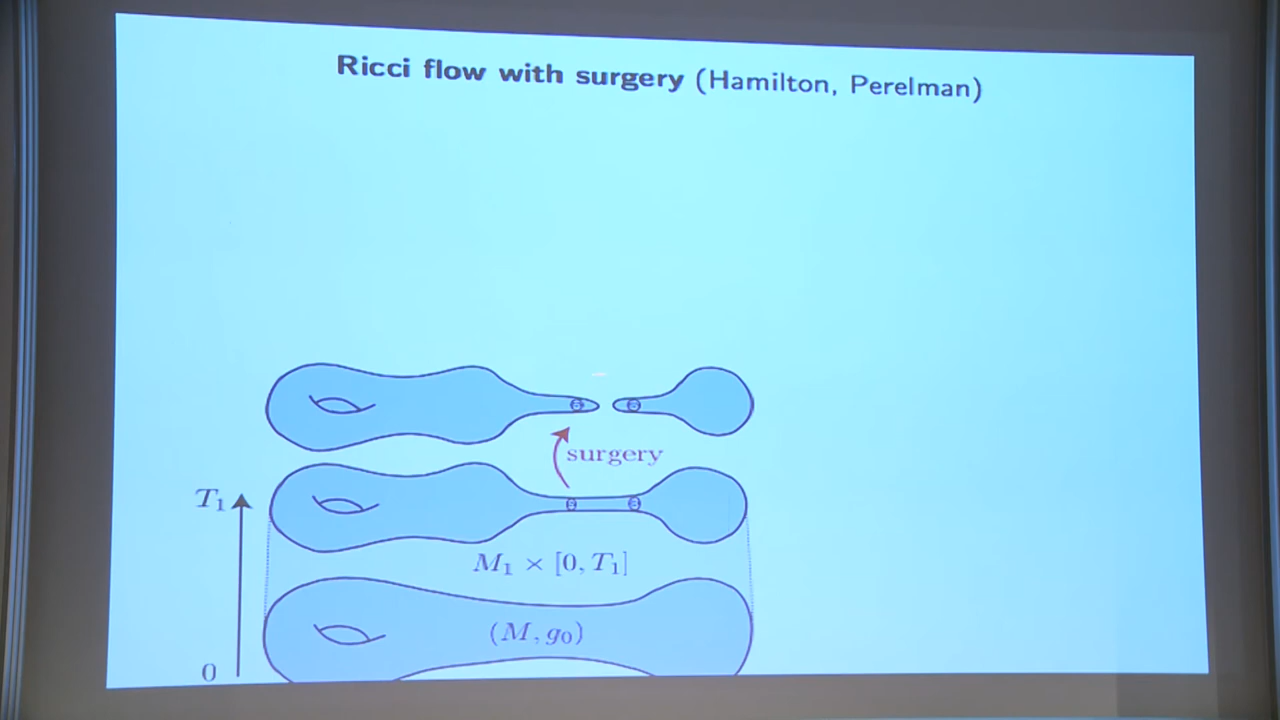 Ricci flow with surgery (Hamilton, Perelman)
surgery
T₁
M₁ × [0, T₁]
(M, g₀)
0